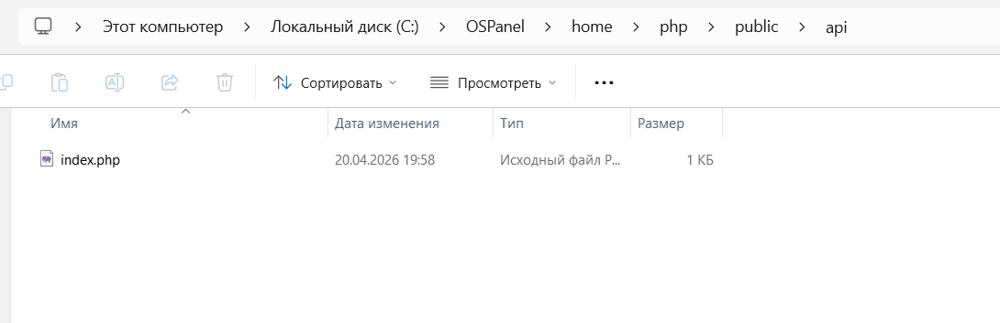 Этот компьютер > Локальный диск (C:) > OSPanel > home > php > public > api
Сортировать Просмотреть
Имя Дата изменения Тип Размер
index.php 20.04.2026 19:58 Исходный файл P... 1 КБ